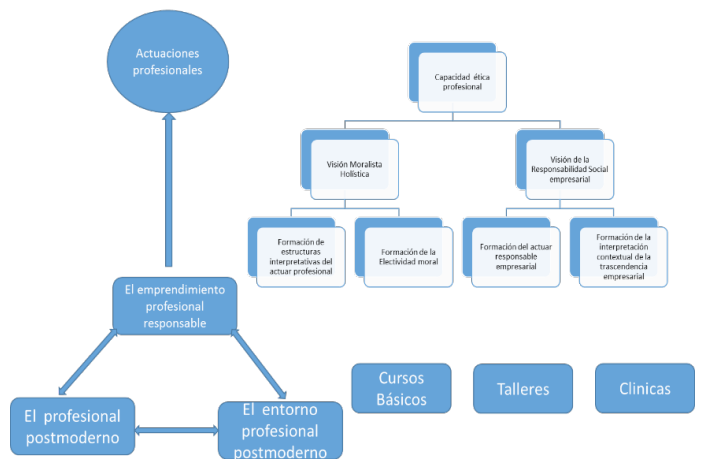 Actuaciones
profesionales
Capacidad ética
profesional
Visión Moralista
Holística
Visión de la
Responsabilidad Social
empresarial
Formación de
estructuras
interpretativas del
actuar profesional
Formación de la
Electividad moral
Formación del actuar
responsable
empresarial
Formación de la
interpretación
contextual de la
trascendencia
empresarial
El emprendimiento
profesional
responsable
El profesional
postmoderno
El entorno
profesional
postmoderno
Cursos
Básicos
Talleres
Clinicas